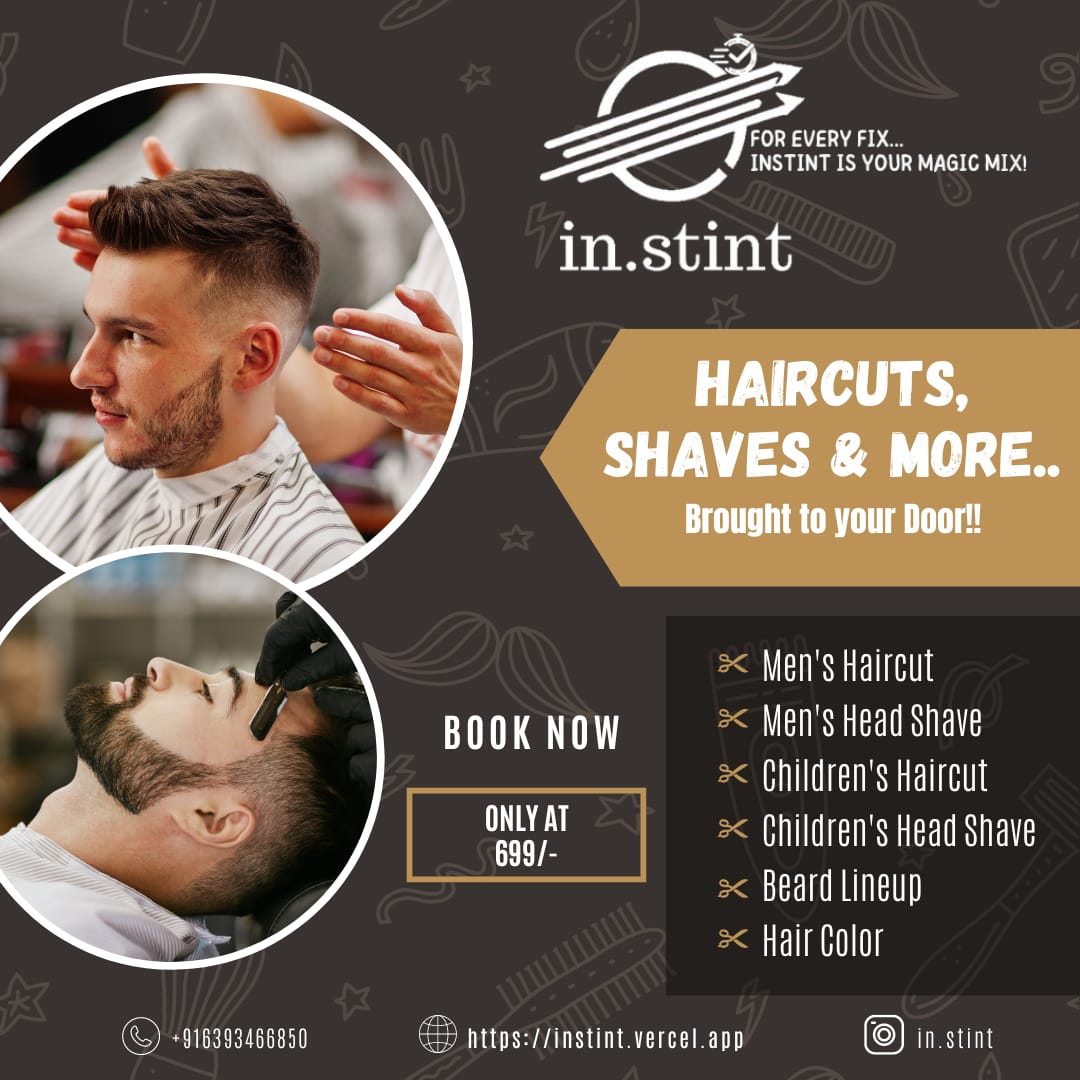 FOR EVERY FIX...
INSTINT IS YOUR MAGIC MIX!
in.stint
HAIRCUTS,
SHAVES & MORE..
Brought to your Door!!
Men's Haircut
Men's Head Shave
Children's Haircut
Children's Head Shave
Beard Lineup
Hair Color
BOOK NOW
ONLY AT
699/-
+916393466850
https://instint.vercel.app
in.stint